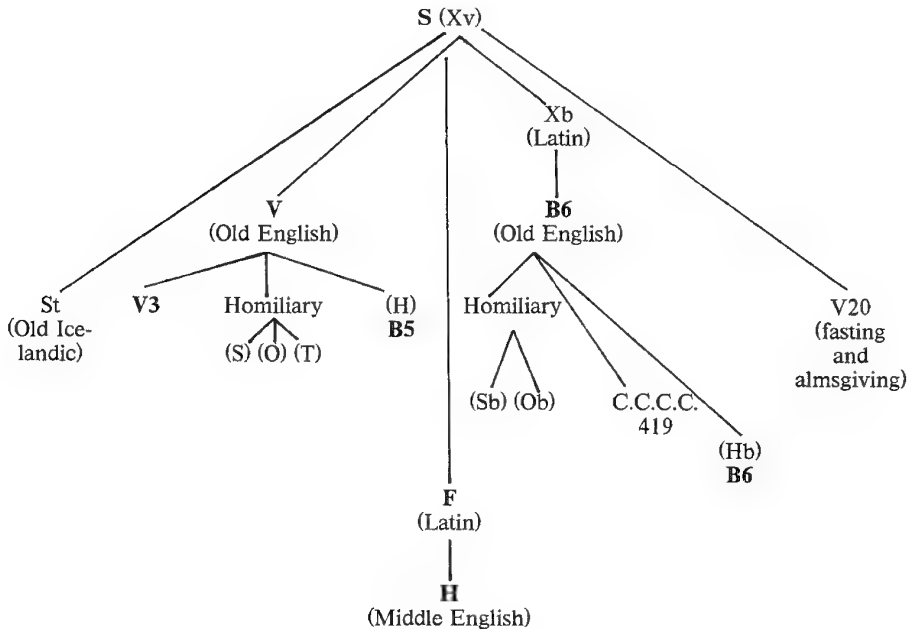 S (Xv)
Xb
(Latin)
V
(Old English)
B6
(Old English)
St
(Old Ice-
landic)
V3
Homiliary
(S) (O) (T)
(H)
B5
Homiliary
(Sb) (Ob)
C.C.C.C.
419
(Hb)
B6
V20
(fasting
and
almsgiving)
F
(Latin)
H
(Middle English)